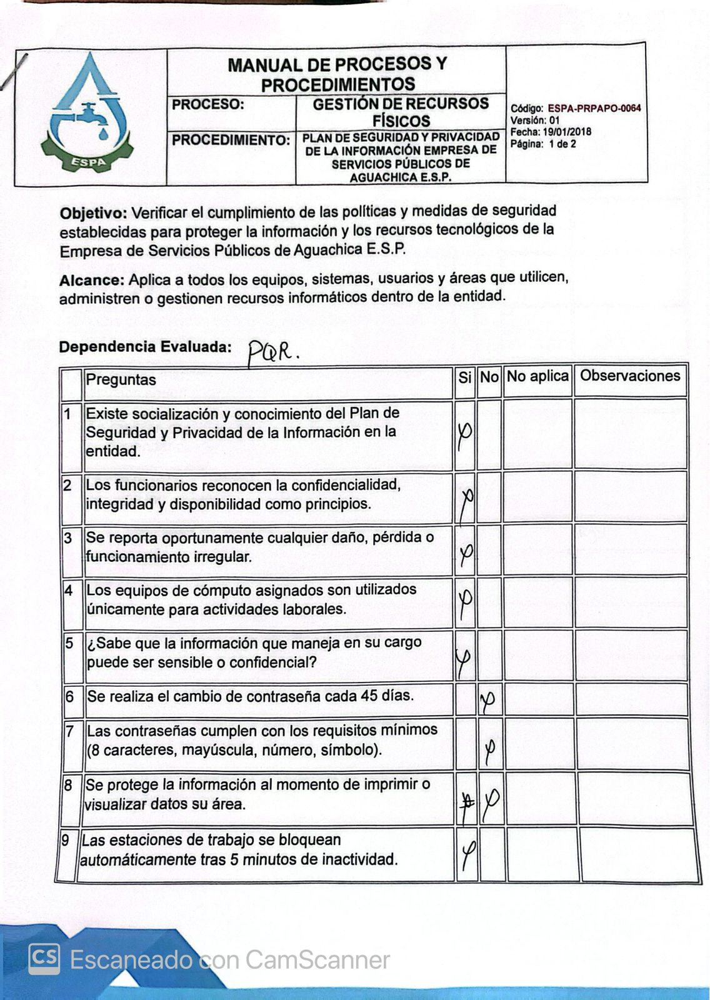 ESPA
MANUAL DE PROCESOS Y
PROCEDIMIENTOS
PROCESO:
GESTIÓN DE RECURSOS
FÍSICOS
PROCEDIMIENTO:
PLAN DE SEGURIDAD Y PRIVACIDAD
DE LA INFORMACIÓN EMPRESA DE
SERVICIOS PÚBLICOS DE
AGUACHICA E.S.P.
Código: ESPA-PRPAPO-0064
Versión: 01
Fecha: 19/01/2018
Página: 1 de 2
Objetivo: Verificar el cumplimiento de las políticas y medidas de seguridad
establecidas para proteger la información y los recursos tecnológicos de la
Empresa de Servicios Públicos de Aguachica E.S.P.
Alcance: Aplica a todos los equipos, sistemas, usuarios y áreas que utilicen,
administren o gestionen recursos informáticos dentro de la entidad.
Dependencia Evaluada: PQR.
Preguntas Si No No aplica Observaciones
1 Existe socialización y conocimiento del Plan de
Seguridad y Privacidad de la Información en la
entidad.
2 Los funcionarios reconocen la confidencialidad,
integridad y disponibilidad como principios.
3 Se reporta oportunamente cualquier daño, pérdida o
funcionamiento irregular.
4 Los equipos de cómputo asignados son utilizados
únicamente para actividades laborales.
5 ¿Sabe que la información que maneja en su cargo
puede ser sensible o confidencial?
6 Se realiza el cambio de contraseña cada 45 días.
7 Las contraseñas cumplen con los requisitos mínimos
(8 caracteres, mayúscula, número, símbolo).
8 Se protege la información al momento de imprimir o
visualizar datos su área.
9 Las estaciones de trabajo se bloquean
automáticamente tras 5 minutos de inactividad.
CS Escaneado con CamScanner